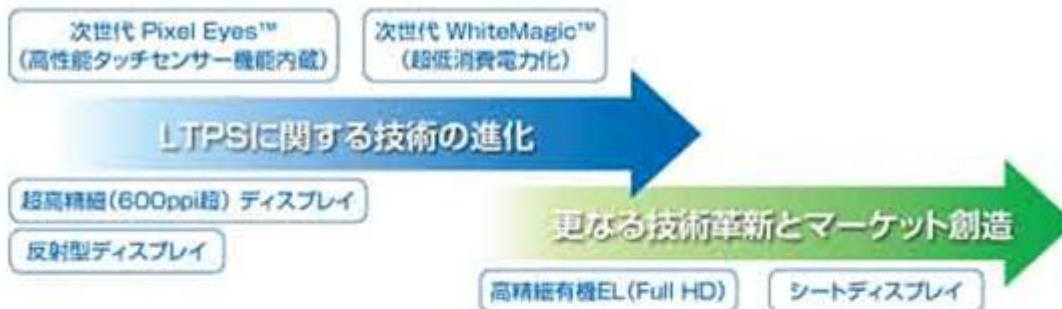 次世代 Pixel Eyes™
(高性能タッチセンサー機能内蔵)
次世代 WhiteMagic™
(超低消費電力化)
LTPSに関する技術の進化
超高精細(600ppi超) ディスプレイ
反射型ディスプレイ
更なる技術革新とマーケット創造
高精細有機EL(Full HD)
シートディスプレイ